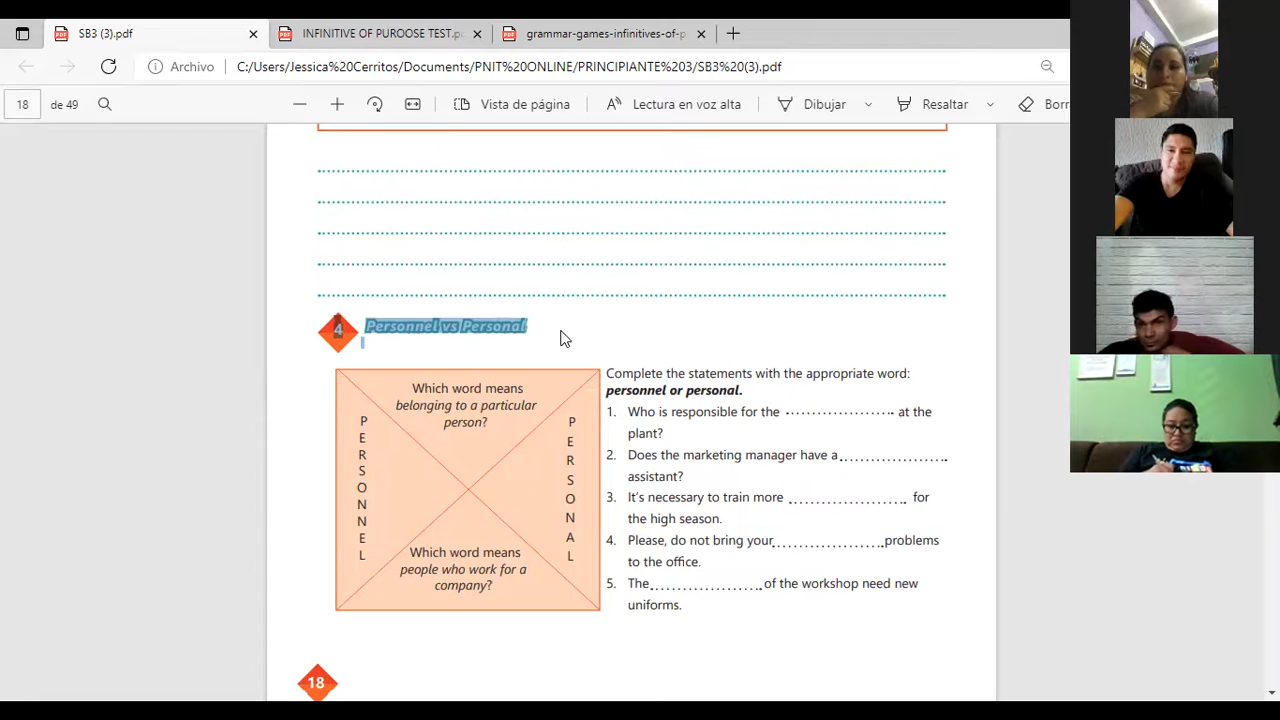 SB3 (3).pdf
INFINITIVE OF PUROOSE TEST.p
grammar-games-infinitives-of-p
Archivo
C:/Users/Jessica%20Cerritos/Documents/PNIT%20ONLINE/PRINCIPIANTE%203/SB3%20(3).pdf
18
de 49
Vista de página
Lectura en voz alta
Dibujar
Resaltar
Borr
4
Personnel vs Personal
Which word means
belonging to a particular
person?
PERSONNEL
PERSONAL
Which word means
people who work for a
company?
Complete the statements with the appropriate word:
personnel or personal.
1. Who is responsible for the ..................... at the
plant?
2. Does the marketing manager have a.....................
assistant?
3. It's necessary to train more ..................... for
the high season.
4. Please, do not bring your.....................problems
to the office.
5. The.....................of the workshop need new
uniforms.
18